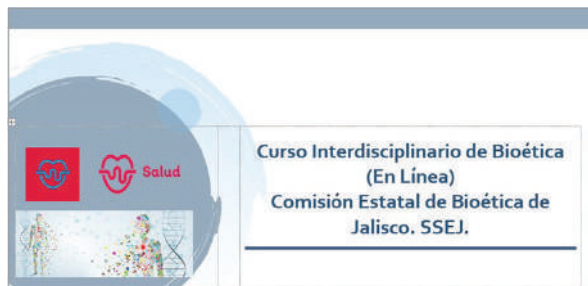 Salud
Curso Interdisciplinario de Bioética
(En Línea)
Comisión Estatal de Bioética de
Jalisco. SSEJ.